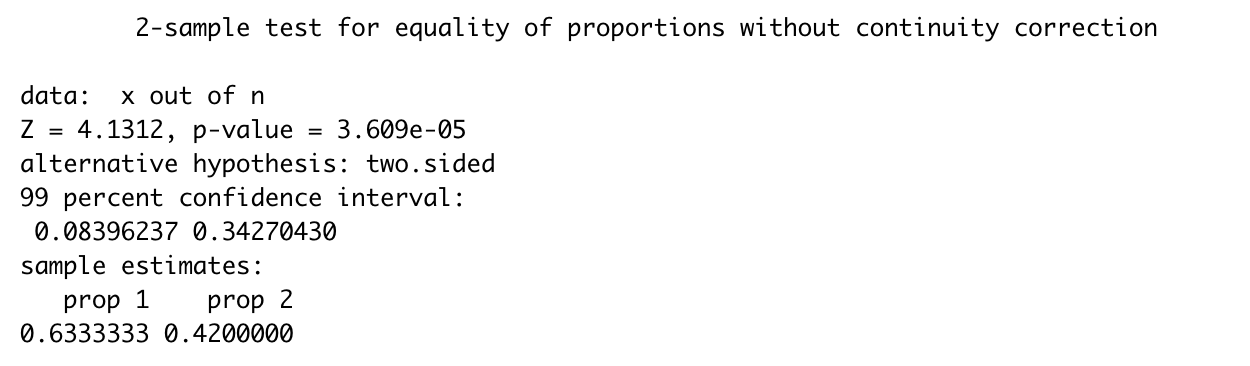 2-sample test for equality of proportions without continuity correction
data:  x out of n
Z = 4.1312, p-value = 3.609e-05
alternative hypothesis: two.sided
99 percent confidence interval:
0.08396237 0.34270430
sample estimates:
prop 1    prop 2
0.6333333 0.4200000